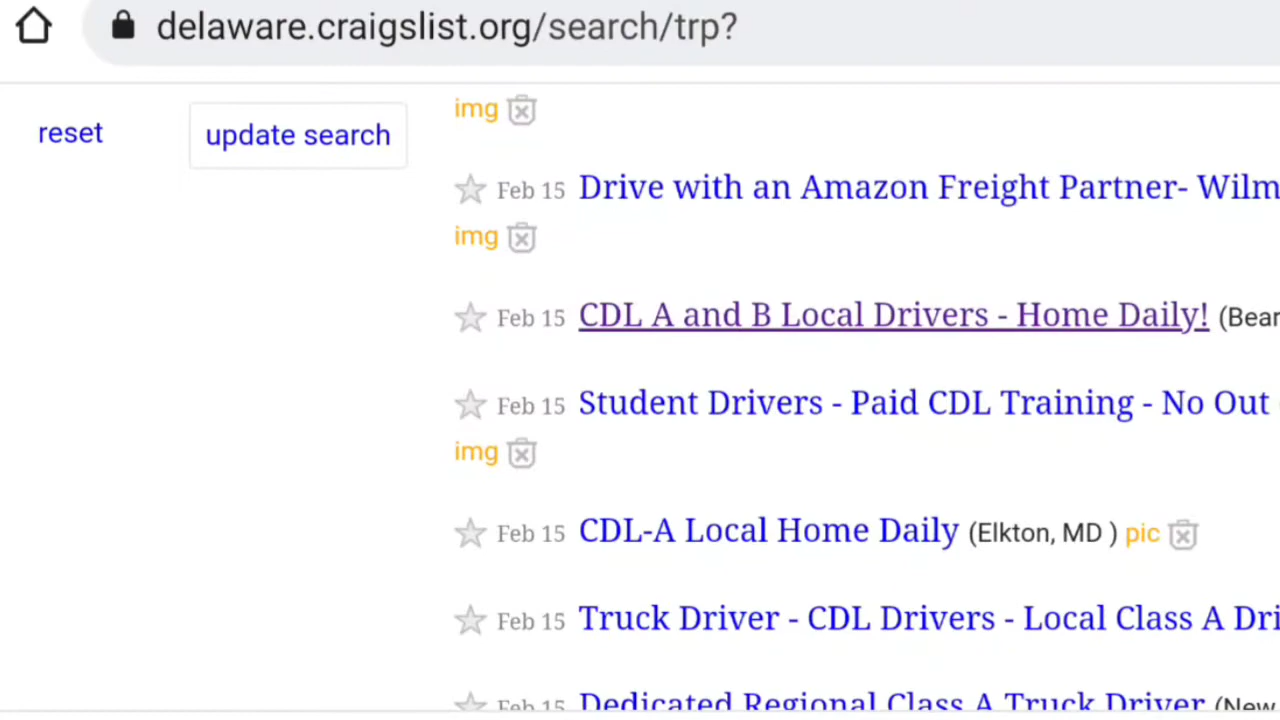 delaware.craigslist.org/search/trp?
img
reset
update search
Feb 15 Drive with an Amazon Freight Partner- Wilm
img
Feb 15 CDL A and B Local Drivers - Home Daily! (Bear
Feb 15 Student Drivers - Paid CDL Training - No Out
img
Feb 15 CDL-A Local Home Daily (Elkton, MD ) pic
Feb 15 Truck Driver - CDL Drivers - Local Class A Dri
Feb 15 Dedicated Regional Class A Truck Driver (New